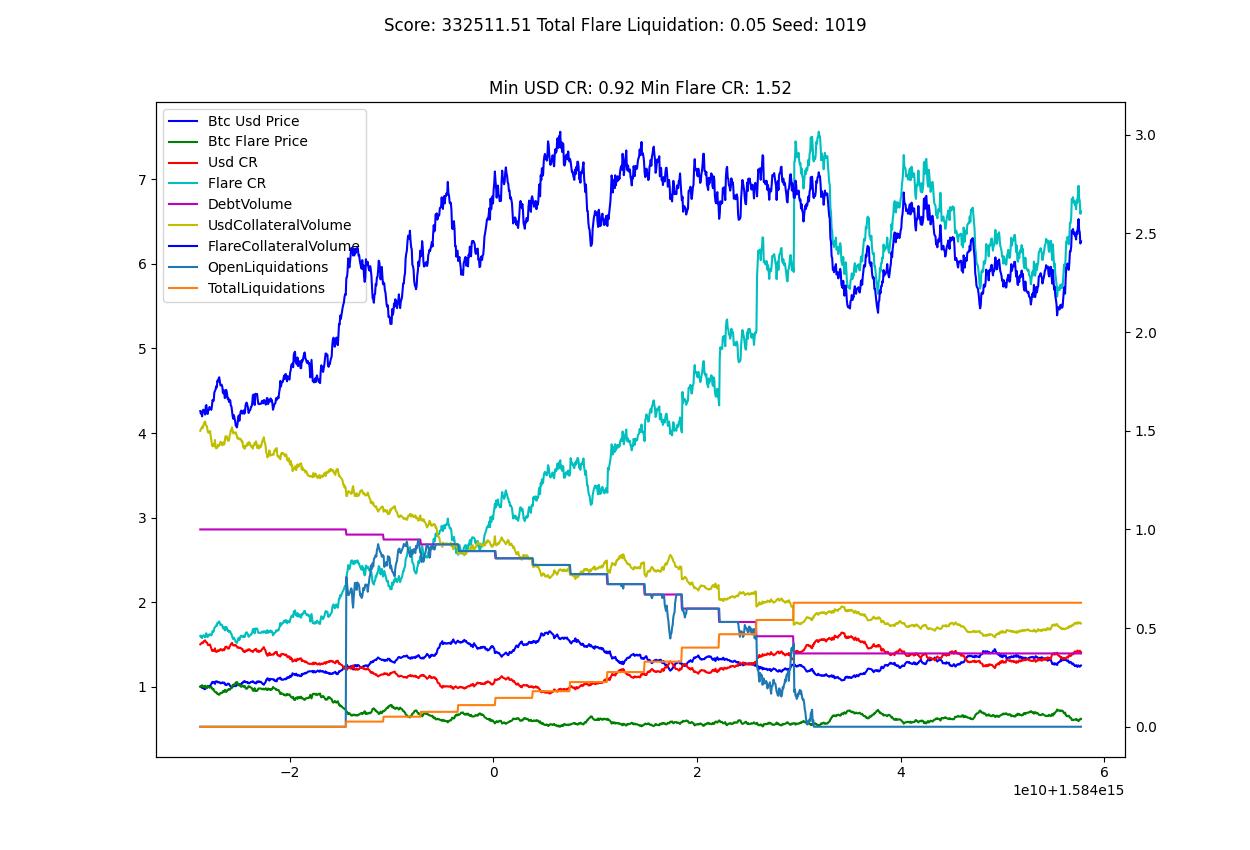 Score: 332511.51 Total Flare Liquidation: 0.05 Seed: 1019
Min USD CR: 0.92 Min Flare CR: 1.52
Btc Usd Price
Btc Flare Price
Usd CR
Flare CR
DebtVolume
UsdCollateralVolume
FlareCollateralVolume
OpenLiquidations
TotalLiquidations
7
6
5
4
3
2
1
3.0
2.5
2.0
1.5
1.0
0.5
0.0
−2 0 2 4 6
1e10+1.584e15